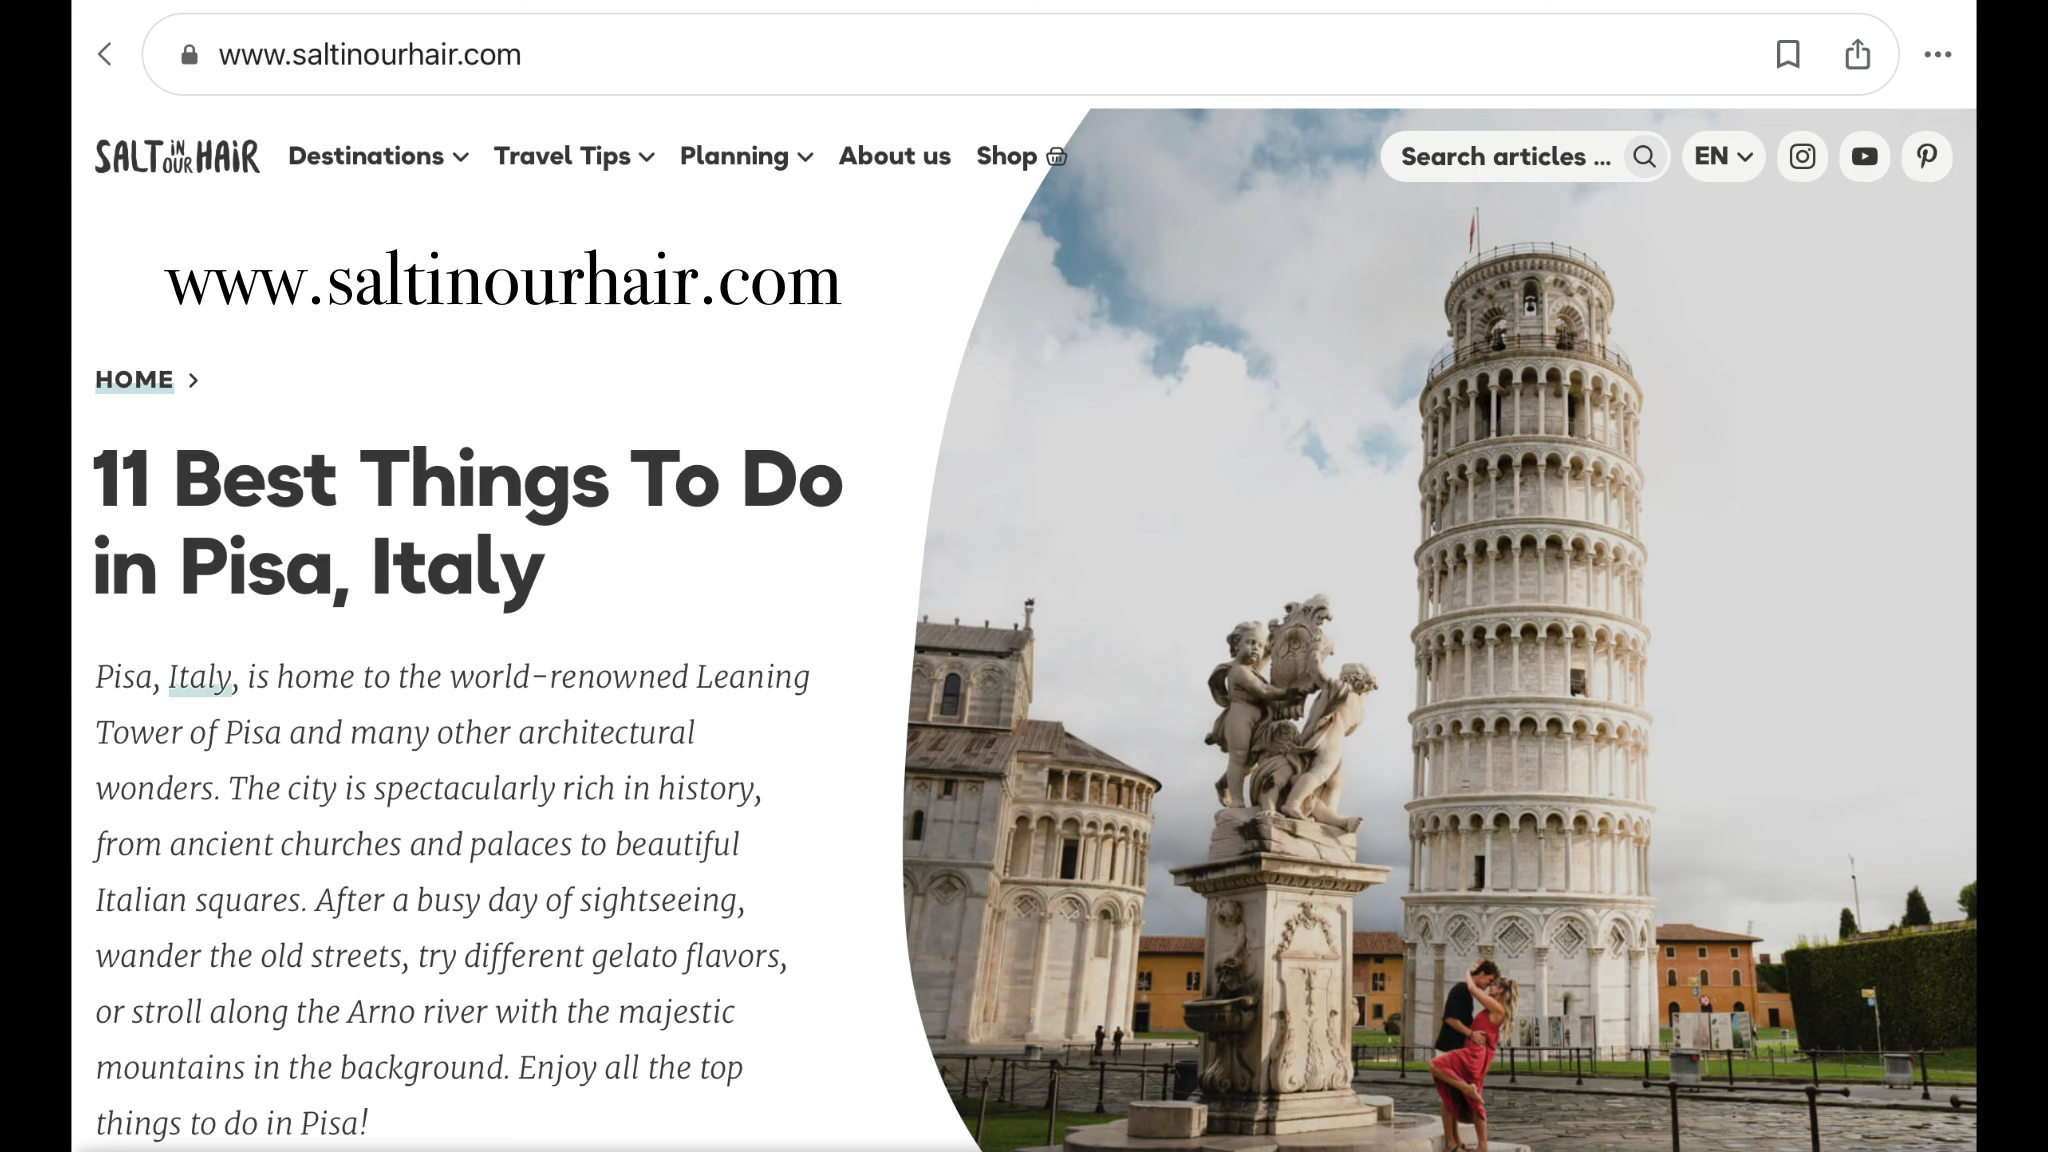 www.saltinourhair.com
SALT IN OUR HAIR Destinations Travel Tips Planning About us Shop Search articles ... EN
www.saltinourhair.com
HOME
11 Best Things To Do
in Pisa, Italy
Pisa, Italy, is home to the world-renowned Leaning
Tower of Pisa and many other architectural
wonders. The city is spectacularly rich in history,
from ancient churches and palaces to beautiful
Italian squares. After a busy day of sightseeing,
wander the old streets, try different gelato flavors,
or stroll along the Arno river with the majestic
mountains in the background. Enjoy all the top
things to do in Pisa!